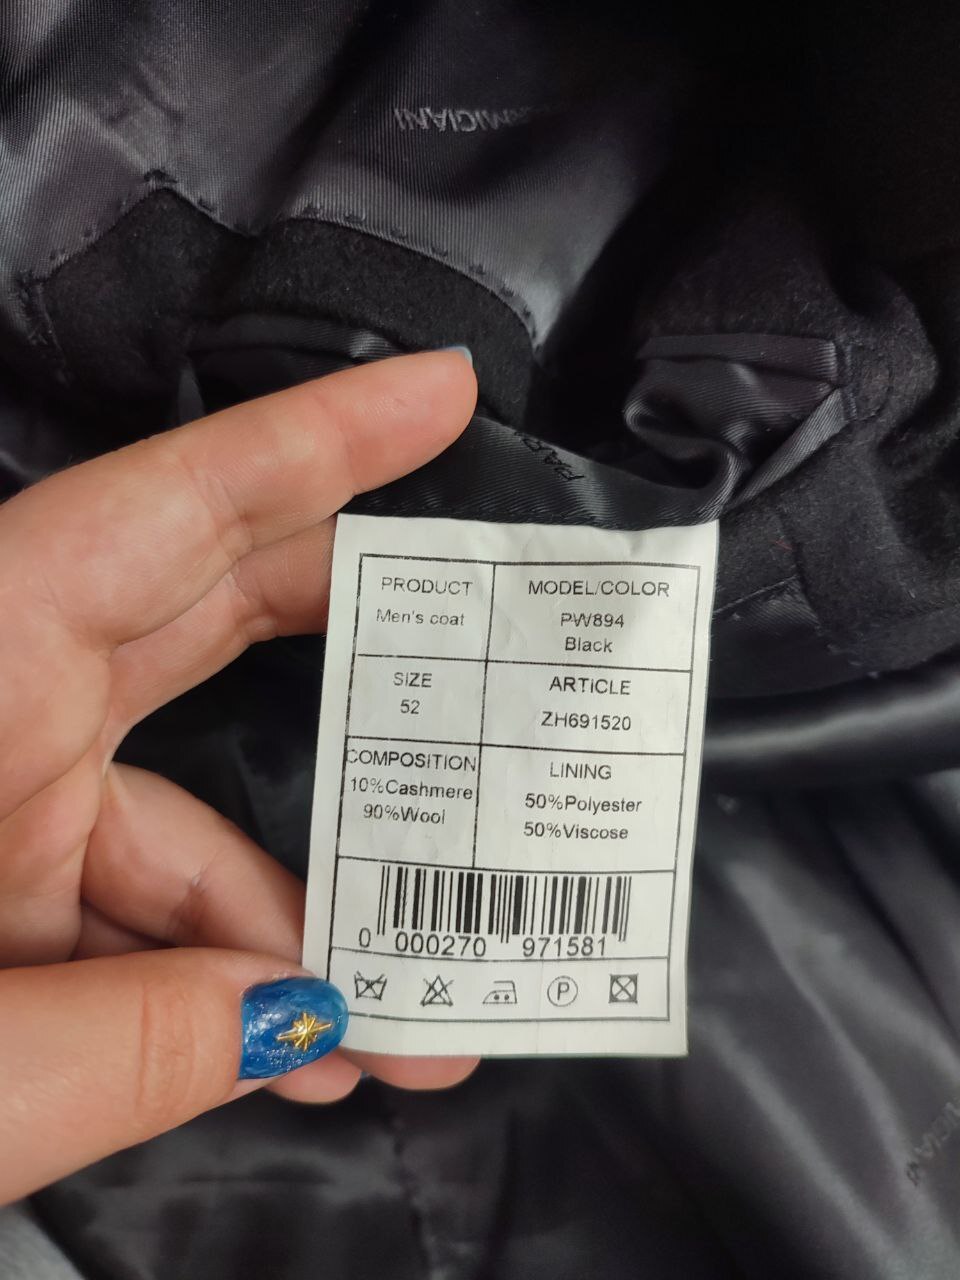 PRODUCT
Men's coat
MODEL/COLOR
PW894
Black
SIZE
52
ARTICLE
ZH691520
COMPOSITION
10%Cashmere
90%Wool
LINING
50%Polyester
50%Viscose
0 000270 971581
P